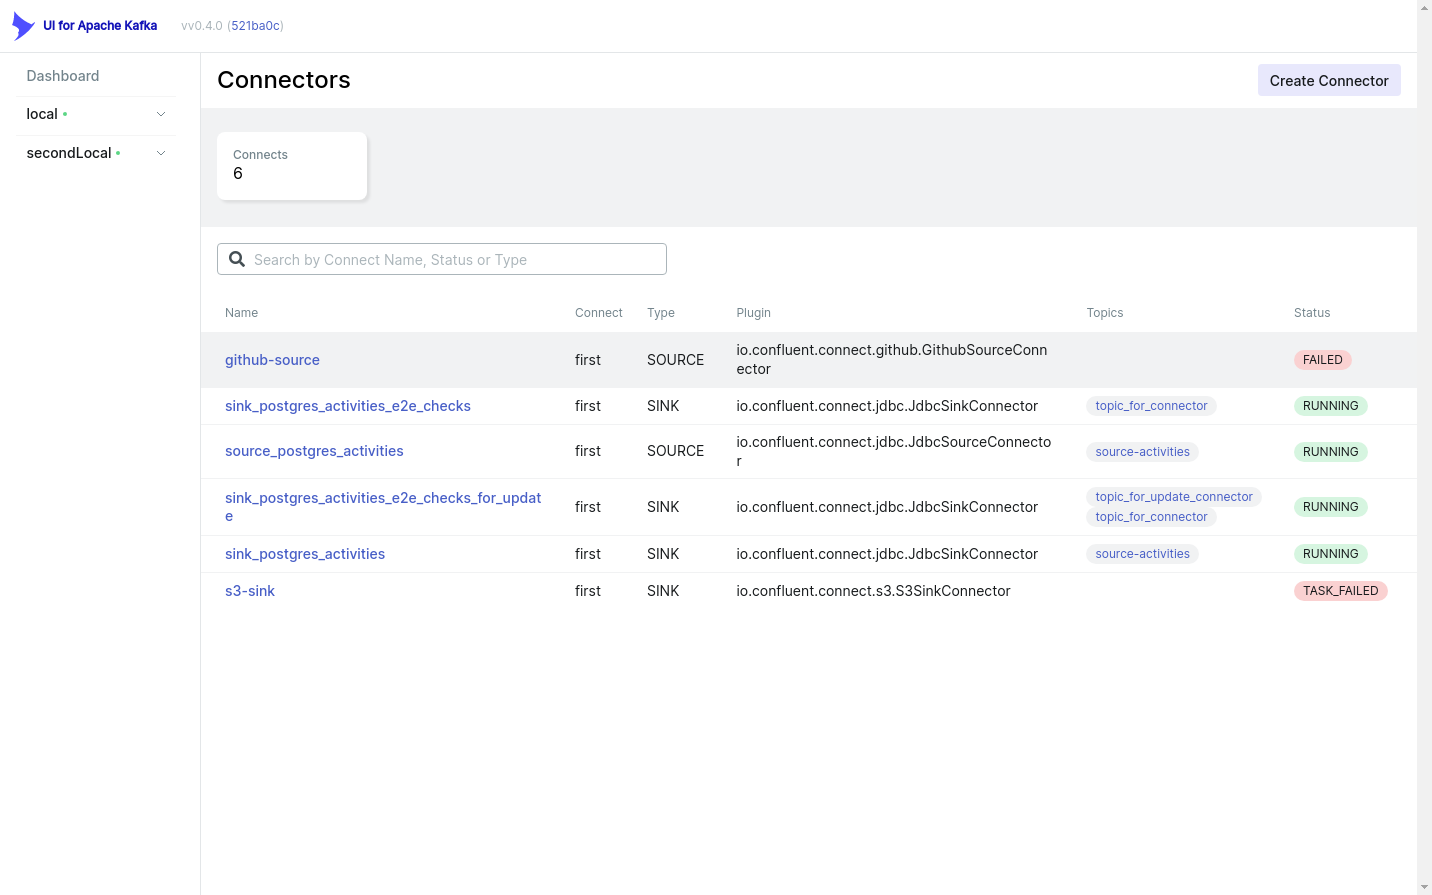 UI for Apache Kafka vv0.4.0 (521ba0c)
Dashboard
local
secondLocal
Connectors
Create Connector
Connects
6
Search by Connect Name, Status or Type
Name Connect Type Plugin Topics Status
github-source first SOURCE io.confluent.connect.github.GithubSourceConn
ector FAILED
sink_postgres_activities_e2e_checks first SINK io.confluent.connect.jdbc.JdbcSinkConnector topic_for_connector RUNNING
source_postgres_activities first SOURCE io.confluent.connect.jdbc.JdbcSourceConnecto
r source-activities RUNNING
sink_postgres_activities_e2e_checks_for_updat
e first SINK io.confluent.connect.jdbc.JdbcSinkConnector topic_for_update_connector
topic_for_connector RUNNING
sink_postgres_activities first SINK io.confluent.connect.jdbc.JdbcSinkConnector source-activities RUNNING
s3-sink first SINK io.confluent.connect.s3.S3SinkConnector TASK_FAILED